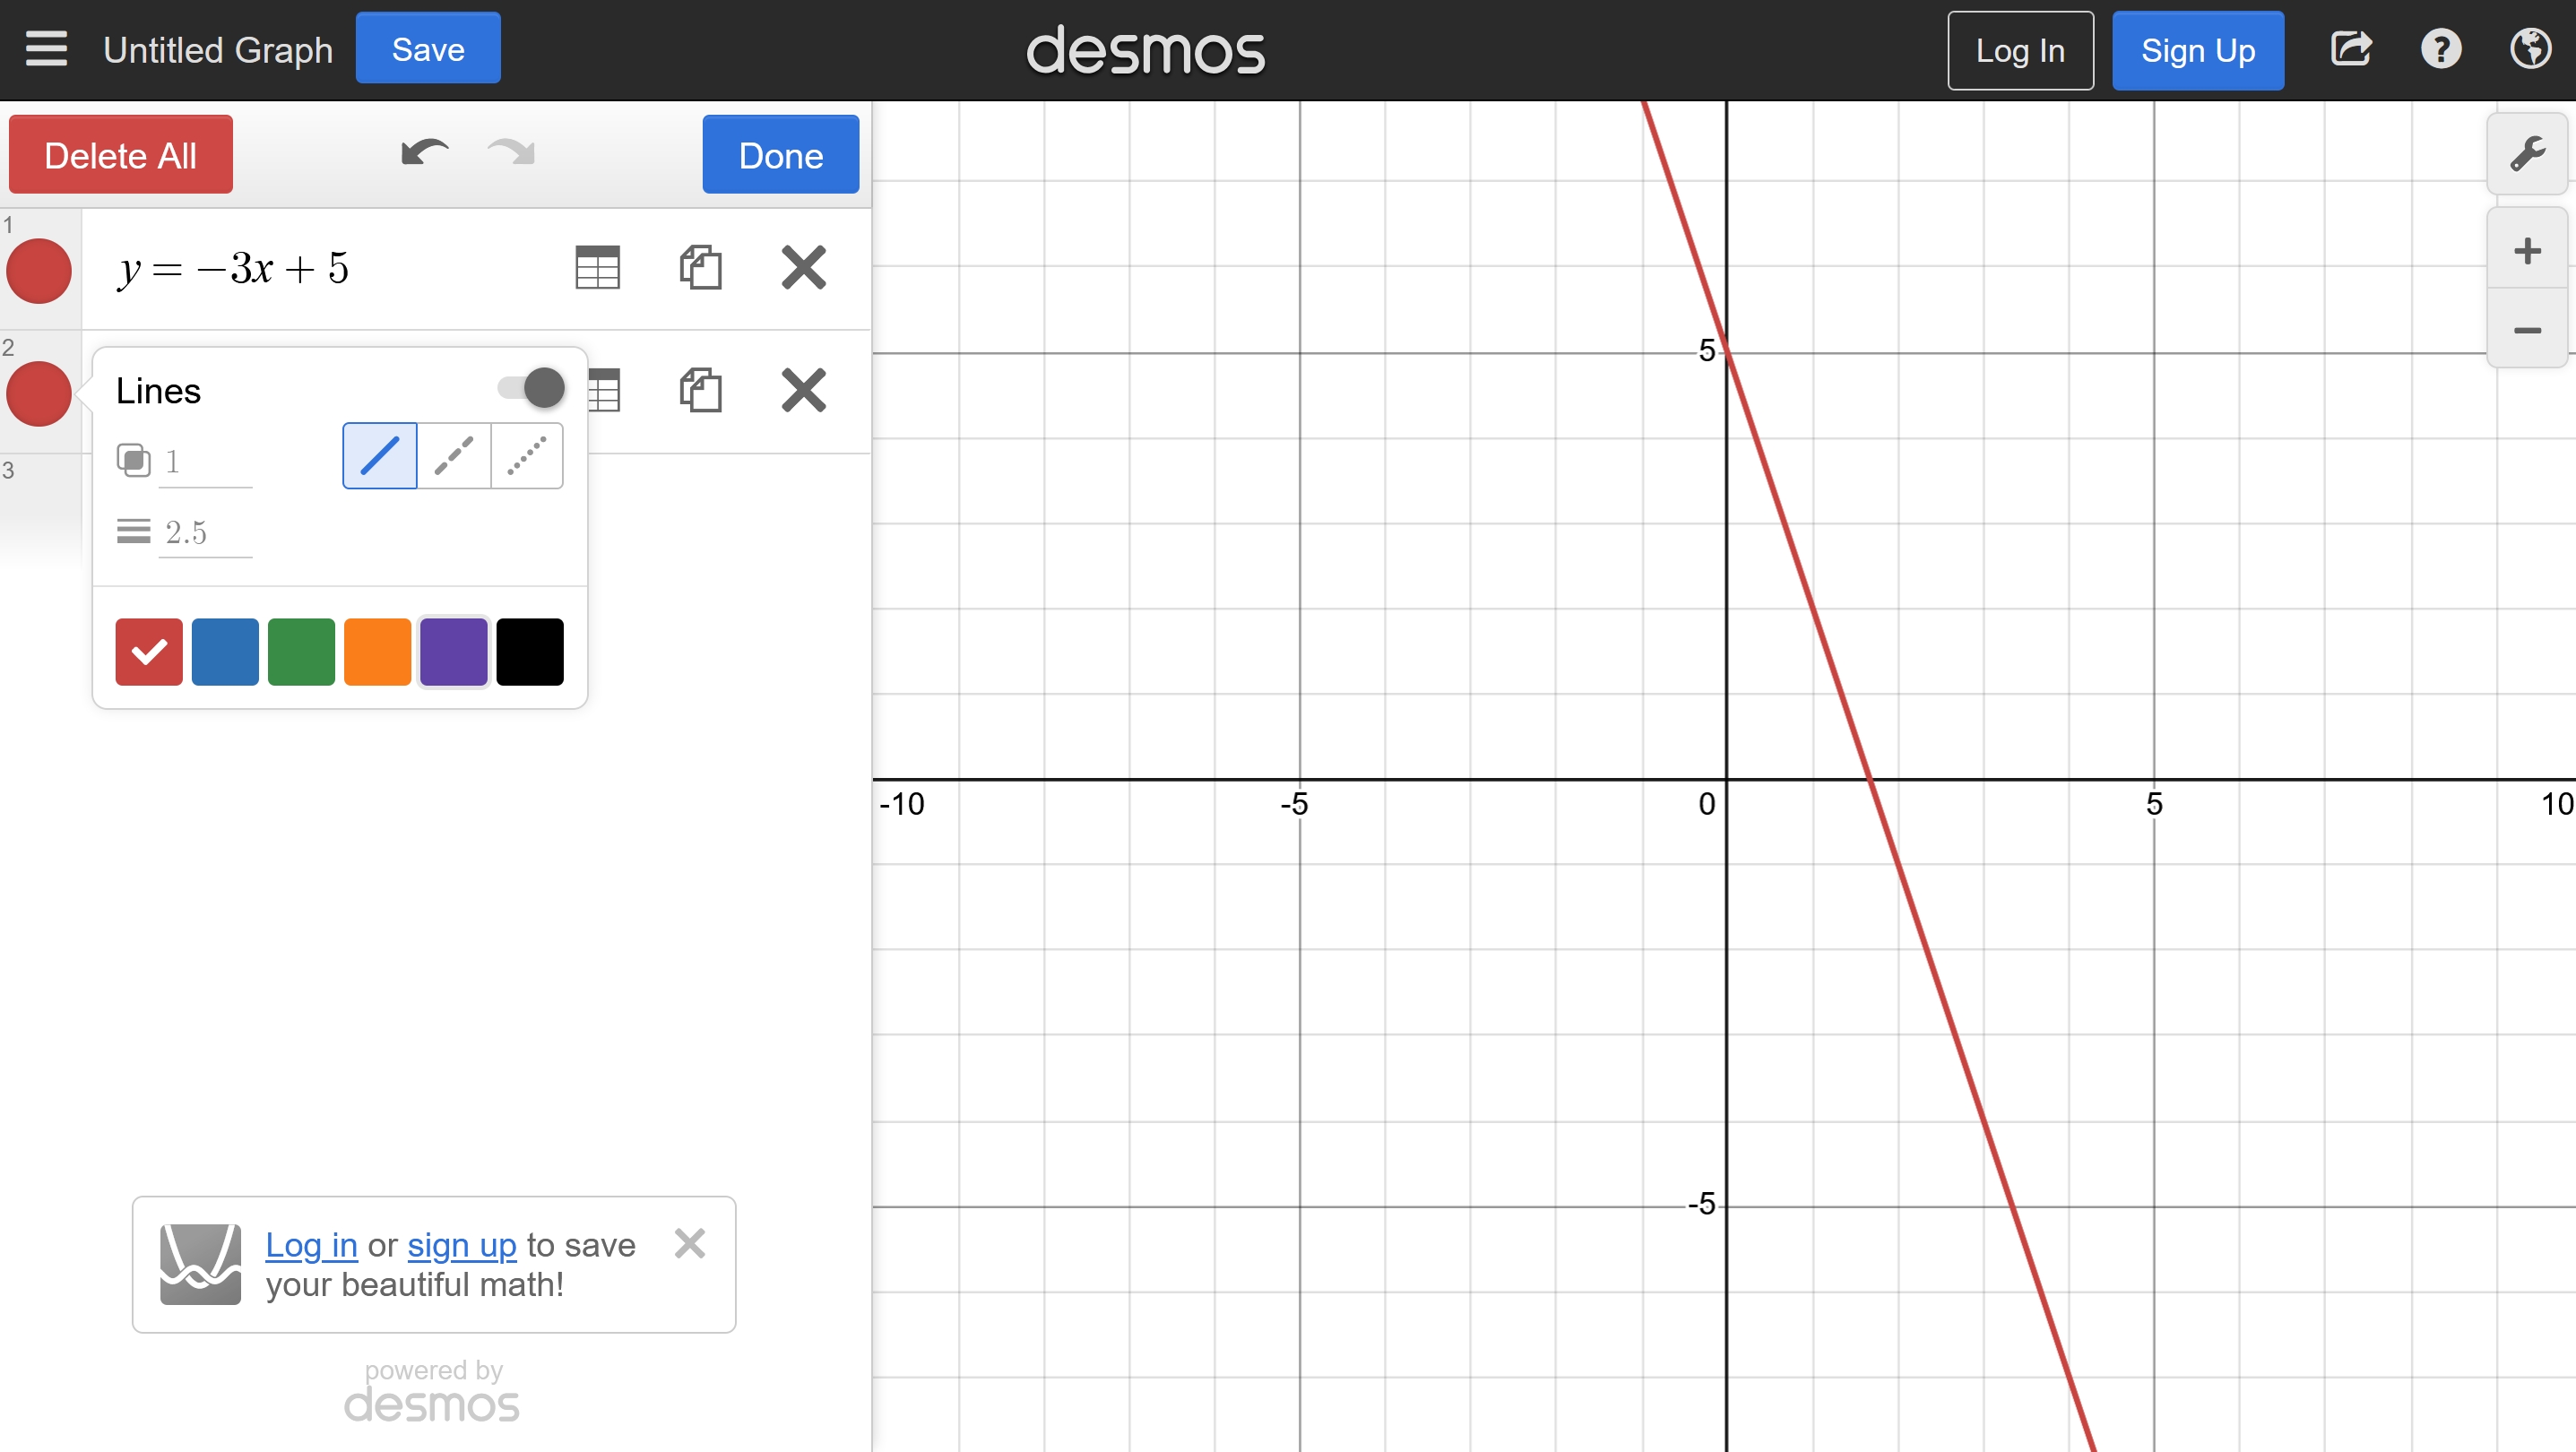 Untitled Graph
Save
desmos
Log In
Sign Up
?
Delete All
Done
1
y = −3x + 5
2
Lines
1
2.5
3
5
-10
-5
0
5
10
-5
Log in or sign up to save
your beautiful math!
powered by
desmos